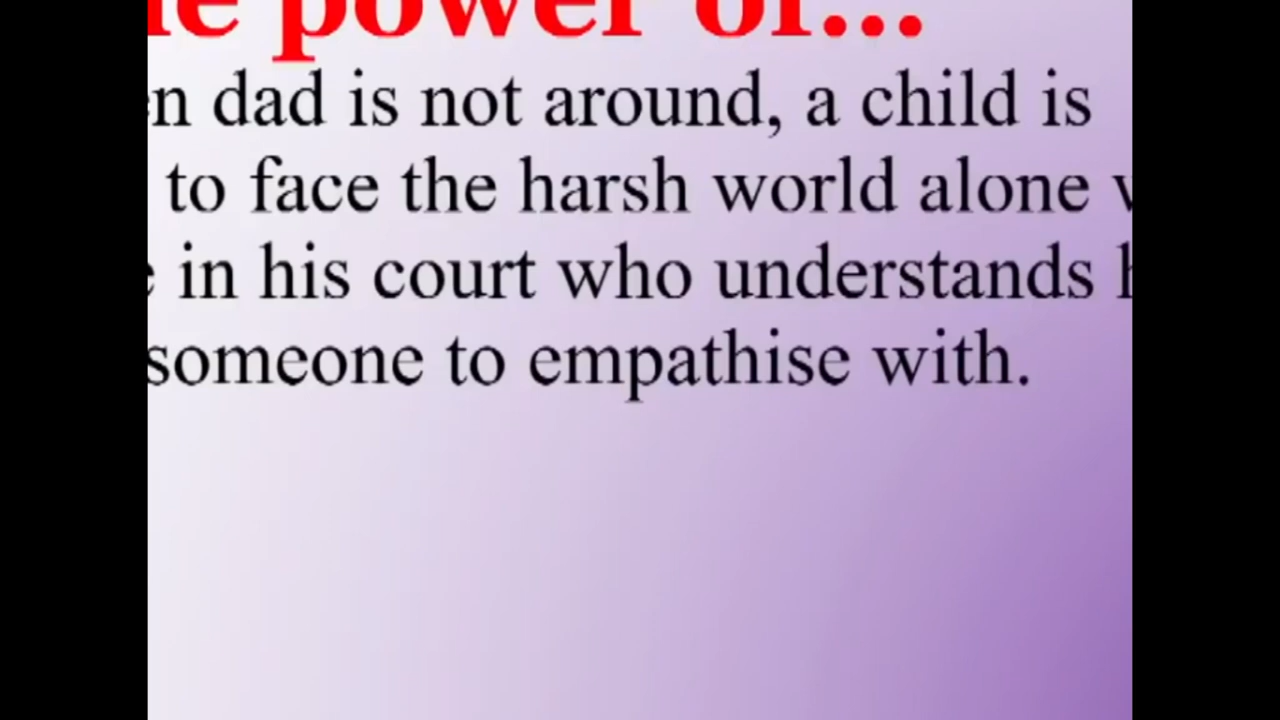 power of...
dad is not around, a child is
to face the harsh world alone
in his court who understands
someone to empathise with.